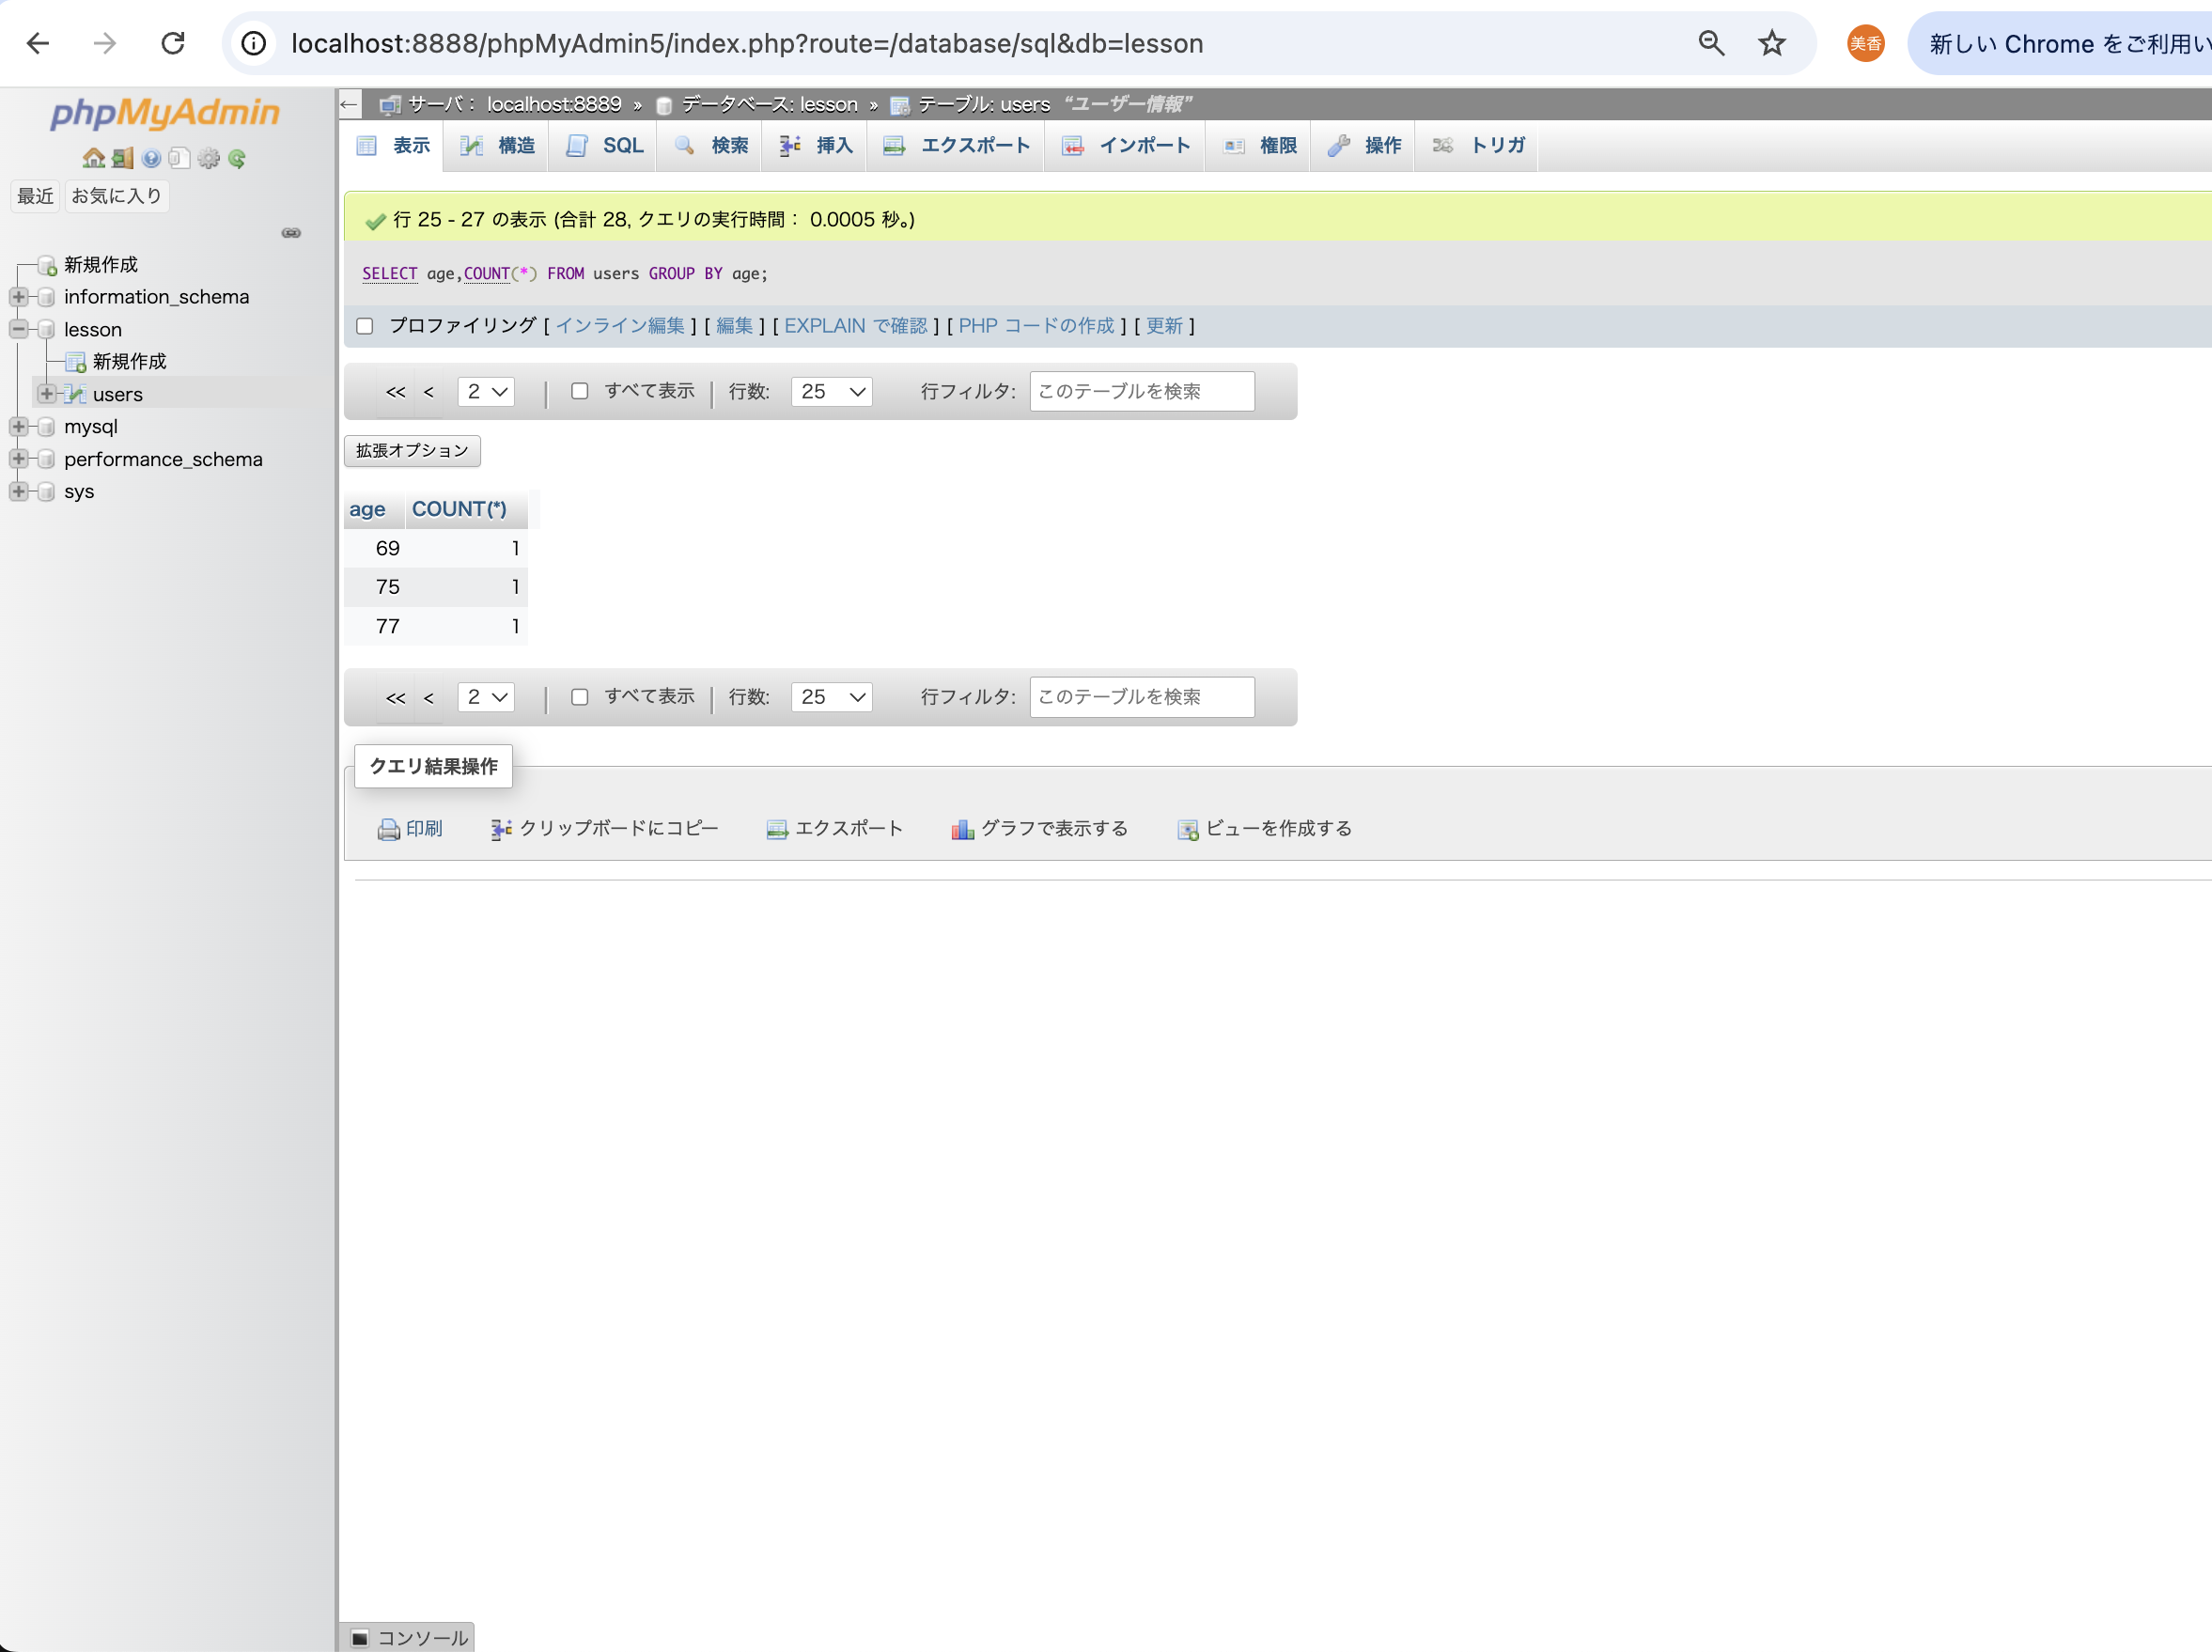 localhost:8888/phpMyAdmin5/index.php?route=/database/sql&db=lesson
美香
新しい Chrome をご利用い
phpMyAdmin
最近 お気に入り
新規作成
information_schema
lesson
新規作成
users
mysql
performance_schema
sys
サーバ: localhost:8889 » データベース: lesson » テーブル: users “ユーザー情報”
表示 構造 SQL 検索 挿入 エクスポート インポート 権限 操作 トリガ
行 25 - 27 の表示 (合計 28, クエリの実行時間: 0.0005 秒。)
SELECT age,COUNT(*) FROM users GROUP BY age;
プロファイリング [ インライン編集 ] [ 編集 ] [ EXPLAIN で確認 ] [ PHP コードの作成 ] [ 更新 ]
<< < 2 | すべて表示 | 行数: 25 行フィルタ: このテーブルを検索
拡張オプション
age COUNT(*)
69 1
75 1
77 1
<< < 2 | すべて表示 | 行数: 25 行フィルタ: このテーブルを検索
クエリ結果操作
印刷 クリップボードにコピー エクスポート グラフで表示する ビューを作成する
コンソール